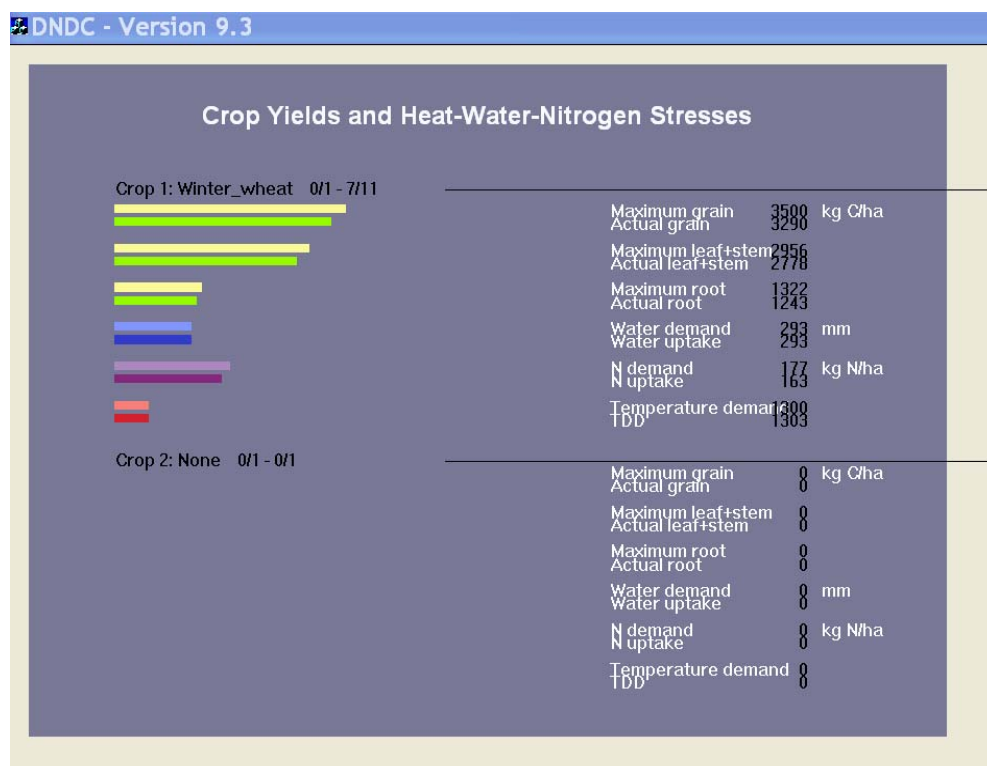 DNDC - Version 9.3
Crop Yields and Heat-Water-Nitrogen Stresses
Crop 1: Winter_wheat 0/1 - 7/11
Maximum grain 3500 kg C/ha
Actual grain 3290
Maximum leaf+stem 2956
Actual leaf+stem 2778
Maximum root 1322
Actual root 1243
Water demand 293 mm
Water uptake 293
N demand 177 kg N/ha
N uptake 163
Temperature demand 1300
TDD 1303
Crop 2: None 0/1 - 0/1
Maximum grain 0 kg C/ha
Actual grain 0
Maximum leaf+stem 0
Actual leaf+stem 0
Maximum root 0
Actual root 0
Water demand 0 mm
Water uptake 0
N demand 0 kg N/ha
N uptake 0
Temperature demand 0
TDD 0